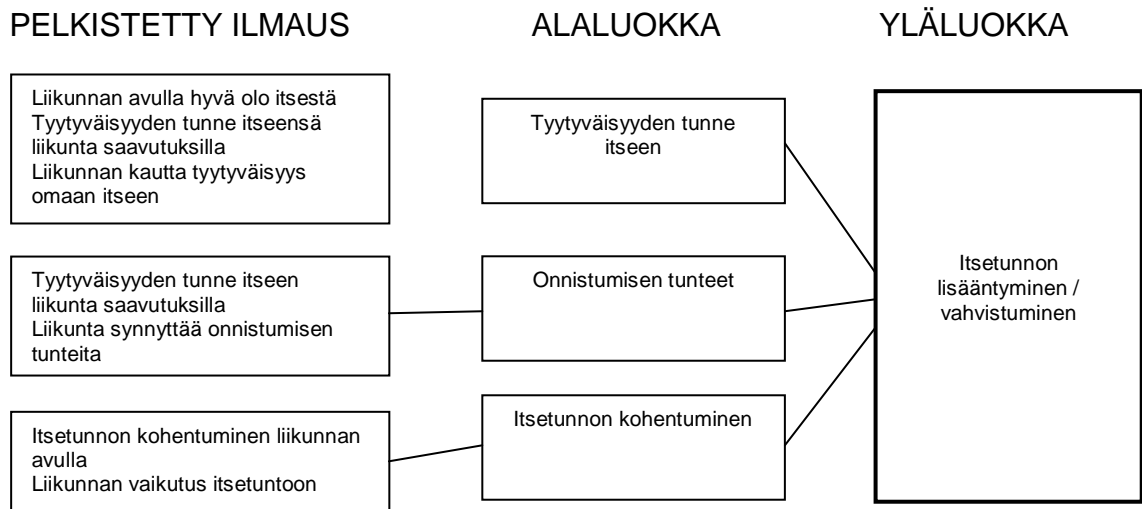 PELKISTETTY ILMAUS
ALALUOKKA
YLÄLUOKKA
Liikunnan avulla hyvä olo itsestä
Tyytyväisyyden tunne itseensä
liikunta saavutuksilla
Liikunnan kautta tyytyväisyys
omaan itseen
Tyytyväisyyden tunne
itseen
Tyytyväisyyden tunne itseen
liikunta saavutuksilla
Liikunta synnyttää onnistumisen
tunteita
Onnistumisen tunteet
Itsetunnon
lisääntyminen /
vahvistuminen
Itsetunnon kohentuminen liikunnan
avulla
Liikunnan vaikutus itsetuntoon
Itsetunnon kohentuminen